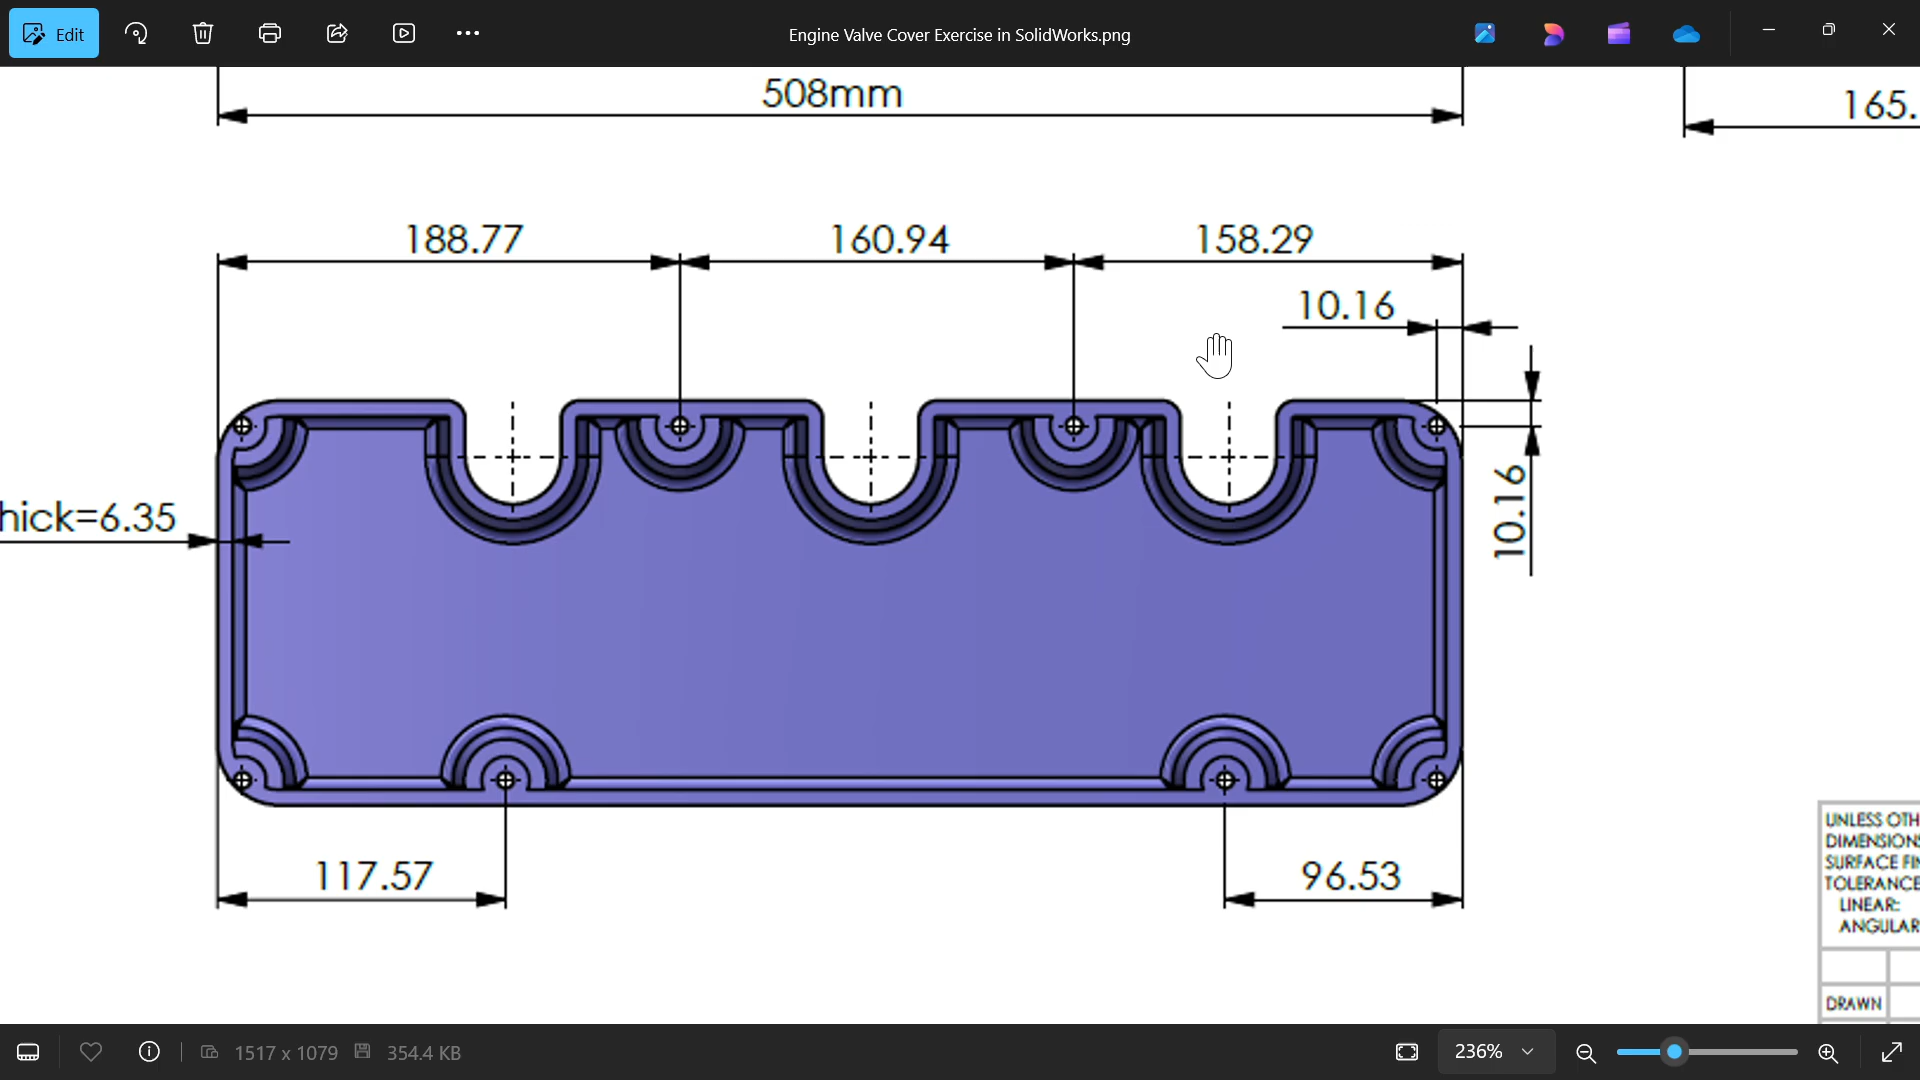 Edit
Engine Valve Cover Exercise in SolidWorks.png
508mm
165.
188.77
160.94
158.29
10.16
10.16
hick=6.35
117.57
96.53
UNLESS OTH
DIMENSIONS
SURFACE FIN
TOLERANCE
LINEAR:
ANGULAR
DRAWN
1517 x 1079
354.4 KB
236%